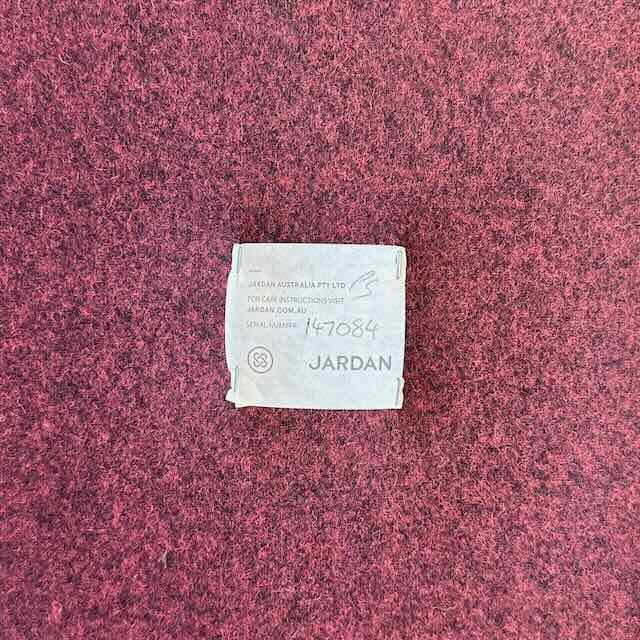 JARDAN AUSTRALIA PTY LTD
FOR CARE INSTRUCTIONS VISIT
JARDAN.COM.AU
SERIAL NUMBER: 147084
JARDAN